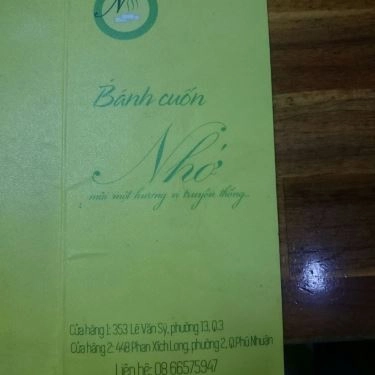 N
Bánh cuốn
Nhớ
mãi một hương vị truyền thống...
Cửa hàng 1: 353 Lê Văn Sỹ, phường 13, Q.3
Cửa hàng 2: 448 Phan Xích Long, phường 2, Q.Phú Nhuận
Liên hệ: 08 66575947